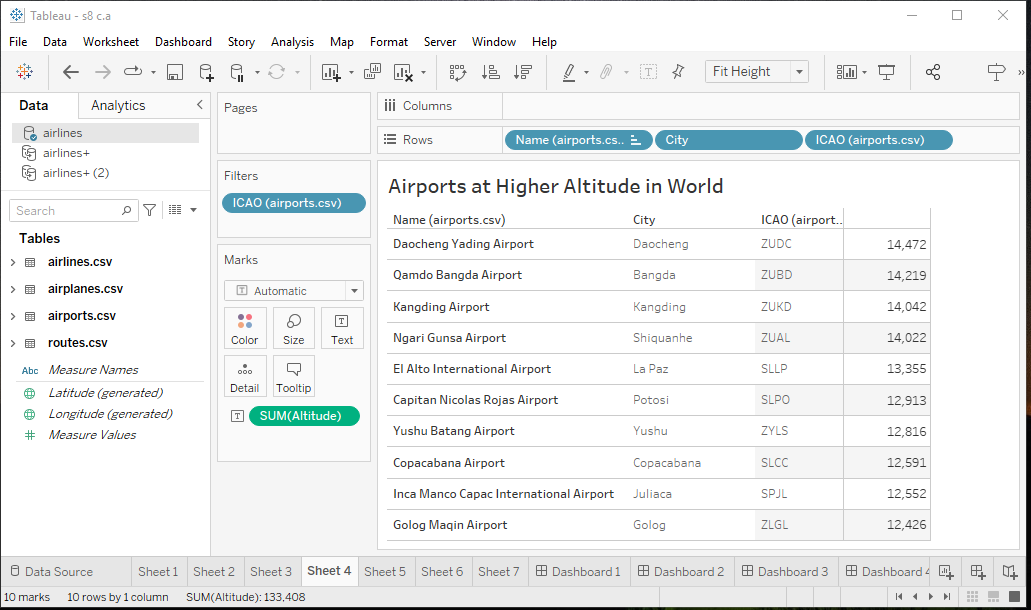 Tableau - s8 c.a
File Data Worksheet Dashboard Story Analysis Map Format Server Window Help
Fit Height
Data Analytics
airlines
airlines+
airlines+ (2)
Search
Tables
airlines.csv
airplanes.csv
airports.csv
routes.csv
Abc Measure Names
Latitude (generated)
Longitude (generated)
Measure Values
Pages
Filters
ICAO (airports.csv)
Marks
Automatic
Color Size Text
Detail Tooltip
SUM(Altitude)
Columns
Rows Name (airports.cs.. City ICAO (airports.csv)
Airports at Higher Altitude in World
Name (airports.csv) City ICAO (airport..
Daocheng Yading Airport Daocheng ZUDC 14,472
Qamdo Bangda Airport Bangda ZUBD 14,219
Kangding Airport Kangding ZUKD 14,042
Ngari Gunsa Airport Shiquanhe ZUAL 14,022
El Alto International Airport La Paz SLLP 13,355
Capitan Nicolas Rojas Airport Potosi SLPO 12,913
Yushu Batang Airport Yushu ZYLS 12,816
Copacabana Airport Copacabana SLCC 12,591
Inca Manco Capac International Airport Juliaca SPJL 12,552
Golog Maqin Airport Golog ZLGL 12,426
Data Source Sheet 1 Sheet 2 Sheet 3 Sheet 4 Sheet 5 Sheet 6 Sheet 7 Dashboard 1 Dashboard 2 Dashboard 3 Dashboard 4
10 marks 10 rows by 1 column SUM(Altitude): 133,408